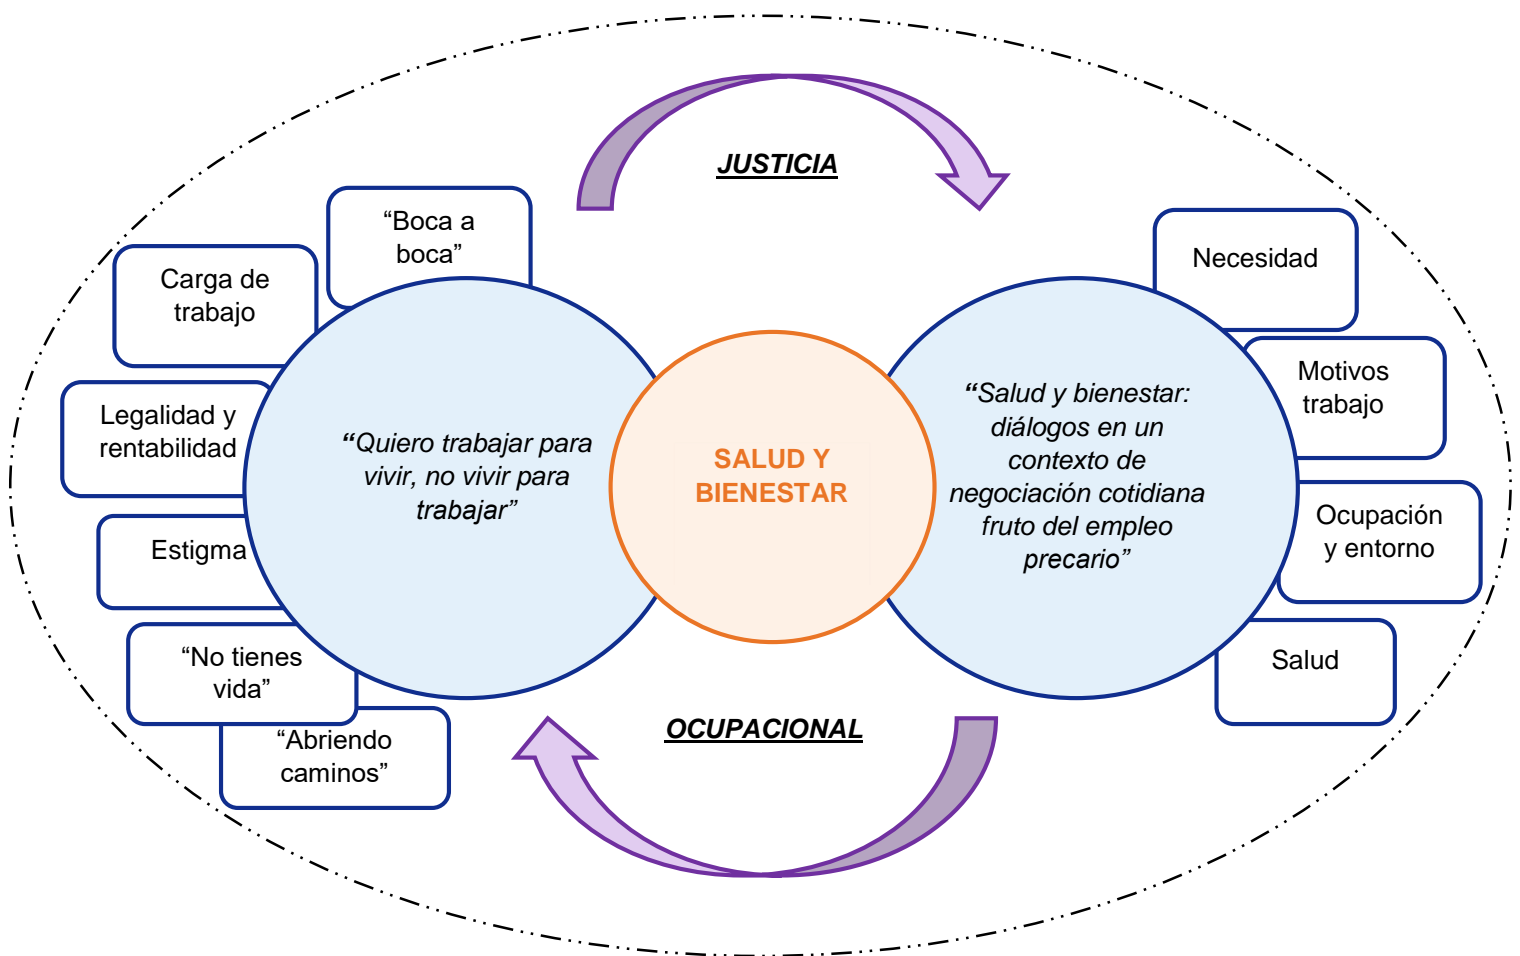 JUSTICIA
“Boca a
boca”
Carga de
trabajo
Legalidad y
rentabilidad
Estigma
“No tienes
vida”
“Abriendo
caminos”
“Quiero trabajar para
vivir, no vivir para
trabajar”
SALUD Y
BIENESTAR
“Salud y bienestar:
diálogos en un
contexto de
negociación cotidiana
fruto del empleo
precario”
Necesidad
Motivos
trabajo
Ocupación
y entorno
Salud
OCUPACIONAL